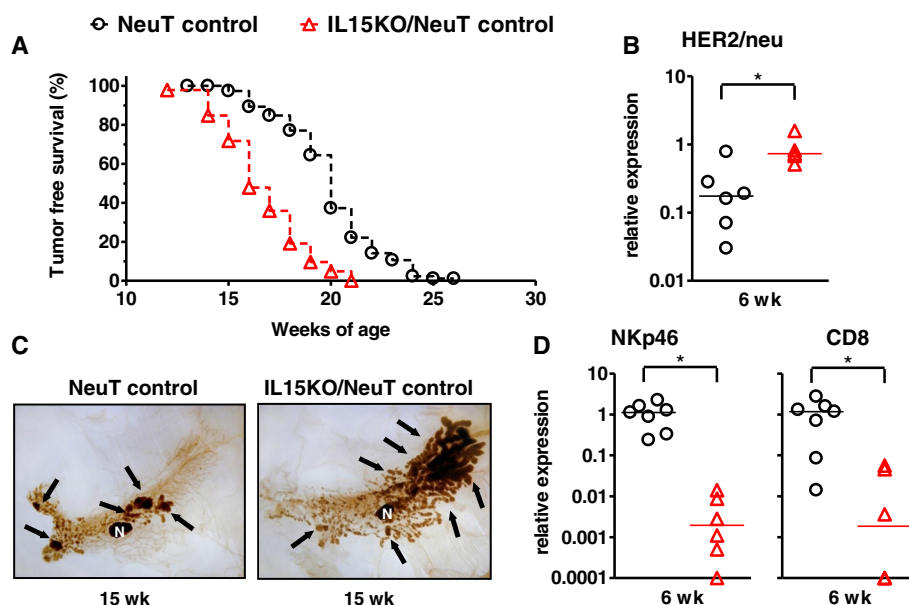 NeuT control
IL15KO/NeuT control
A
Tumor free survival (%)
100
80
60
40
20
0
10
15
20
25
30
Weeks of age
B
HER2/neu
relative expression
10
1
0.1
0.01
*
6 wk
C
NeuT control
IL15KO/NeuT control
N
N
15 wk
15 wk
D
NKp46
CD8
relative expression
10
1
0.1
0.01
0.001
0.0001
*
*
6 wk
6 wk